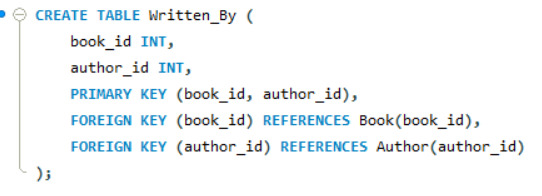 CREATE TABLE Written_By (
    book_id INT,
    author_id INT,
    PRIMARY KEY (book_id, author_id),
    FOREIGN KEY (book_id) REFERENCES Book(book_id),
    FOREIGN KEY (author_id) REFERENCES Author(author_id)
);